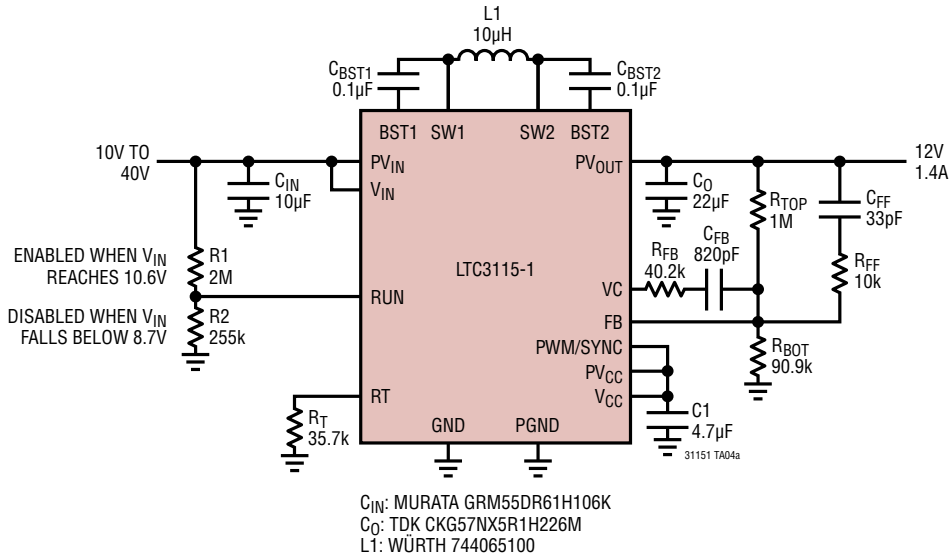 L1
10µH
CBST1
0.1µF
CBST2
0.1µF
BST1 SW1 SW2 BST2
10V TO
40V
PVIN
VIN
PVOUT
12V
1.4A
CIN
10µF
CO
22µF
RTOP
1M
CFF
33pF
ENABLED WHEN VIN
REACHES 10.6V
R1
2M
LTC3115-1
RFB
40.2k
CFB
820pF
RFF
10k
RUN
VC
DISABLED WHEN VIN
FALLS BELOW 8.7V
R2
255k
FB
PWM/SYNC
RBOT
90.9k
PVCC
RT
VCC
RT
35.7k
GND PGND
C1
4.7µF
31151 TA04a
CIN: MURATA GRM55DR61H106K
CO: TDK CKG57NX5R1H226M
L1: WÜRTH 744065100